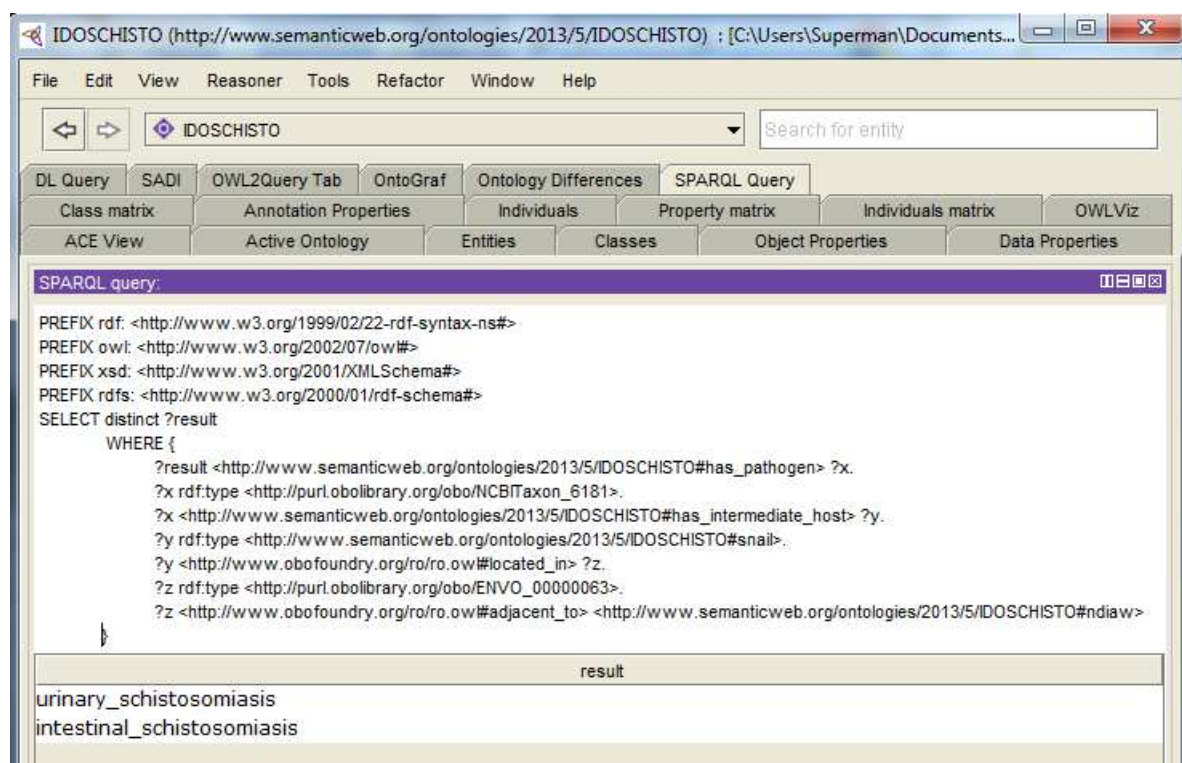 IDOSCHISTO (http://www.semanticweb.org/ontologies/2013/5/IDOSCHISTO) : [C:\Users\Superman\Documents...
File Edit View Reasoner Tools Refactor Window Help
IDOSCHISTO Search for entity
DL Query SADI OWL2Query Tab OntoGraf Ontology Differences SPARQL Query
Class matrix Annotation Properties Individuals Property matrix Individuals matrix OWLViz
ACE View Active Ontology Entities Classes Object Properties Data Properties
SPARQL query:
PREFIX rdf: <http://www.w3.org/1999/02/22-rdf-syntax-ns#>
PREFIX owl: <http://www.w3.org/2002/07/owl#>
PREFIX xsd: <http://www.w3.org/2001/XMLSchema#>
PREFIX rdfs: <http://www.w3.org/2000/01/rdf-schema#>
SELECT distinct ?result
WHERE {
?result <http://www.semanticweb.org/ontologies/2013/5/IDOSCHISTO#has_pathogen> ?x.
?x rdf:type <http://purl.obolibrary.org/obo/NCBITaxon_6181>.
?x <http://www.semanticweb.org/ontologies/2013/5/IDOSCHISTO#has_intermediate_host> ?y.
?y rdf:type <http://www.semanticweb.org/ontologies/2013/5/IDOSCHISTO#snail>.
?y <http://www.obofoundry.org/ro/ro.owl#located_in> ?z.
?z rdf:type <http://purl.obolibrary.org/obo/ENVO_00000063>.
?z <http://www.obofoundry.org/ro/ro.owl#adjacent_to> <http://www.semanticweb.org/ontologies/2013/5/IDOSCHISTO#ndiaw>
}
result
urinary_schistosomiasis
intestinal_schistosomiasis